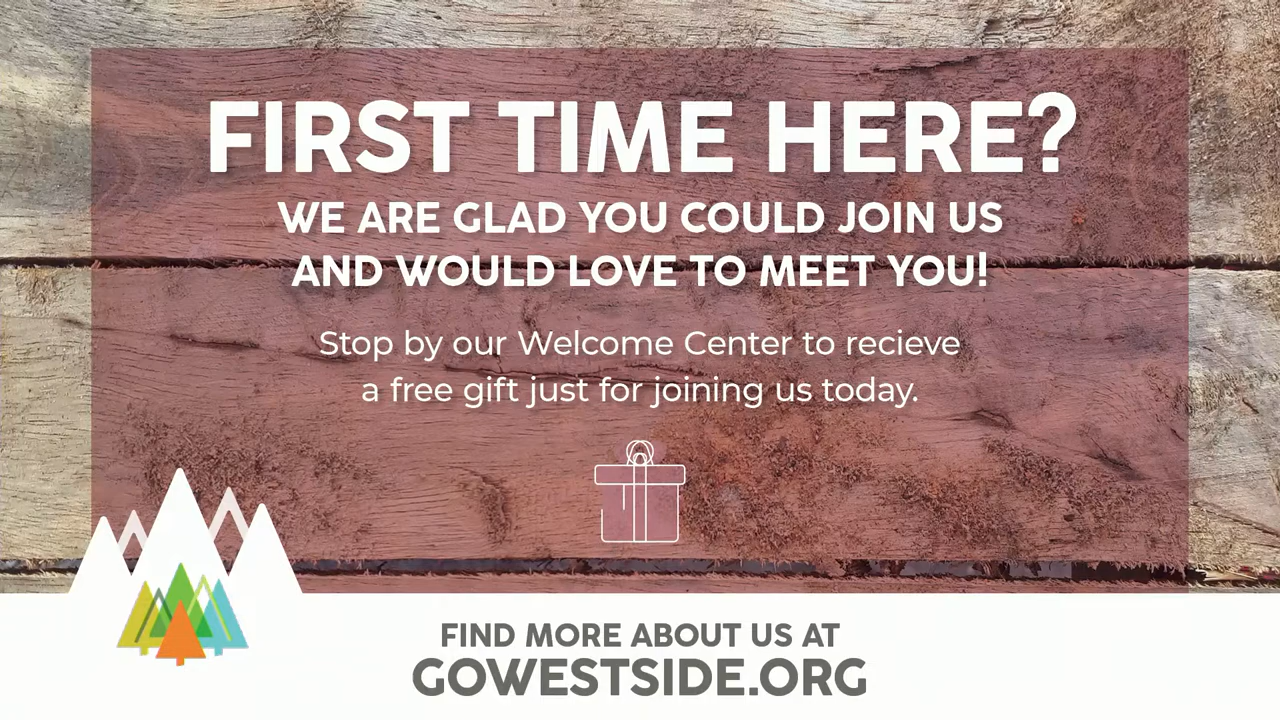 FIRST TIME HERE?
WE ARE GLAD YOU COULD JOIN US
AND WOULD LOVE TO MEET YOU!
Stop by our Welcome Center to recieve
a free gift just for joining us today.
FIND MORE ABOUT US AT
GOWESTSIDE.ORG